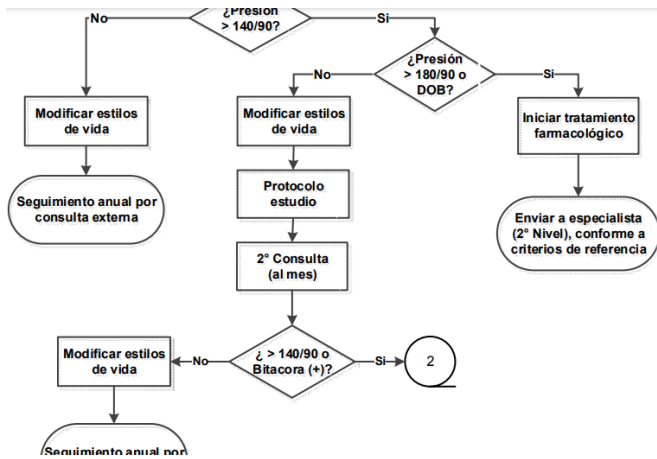 ¿Presión
> 140/90?
No
Si
¿Presión
> 180/90 o
DOB?
No
Si
Modificar estilos
de vida
Modificar estilos
de vida
Iniciar tratamiento
farmacológico
Seguimiento anual por
consulta externa
Protocolo
estudio
Enviar a especialista
(2° Nivel), conforme a
criterios de referencia
2° Consulta
(al mes)
Modificar estilos
de vida
No
¿ > 140/90 o
Bitacora (+)?
Si
2
Seguimiento anual por